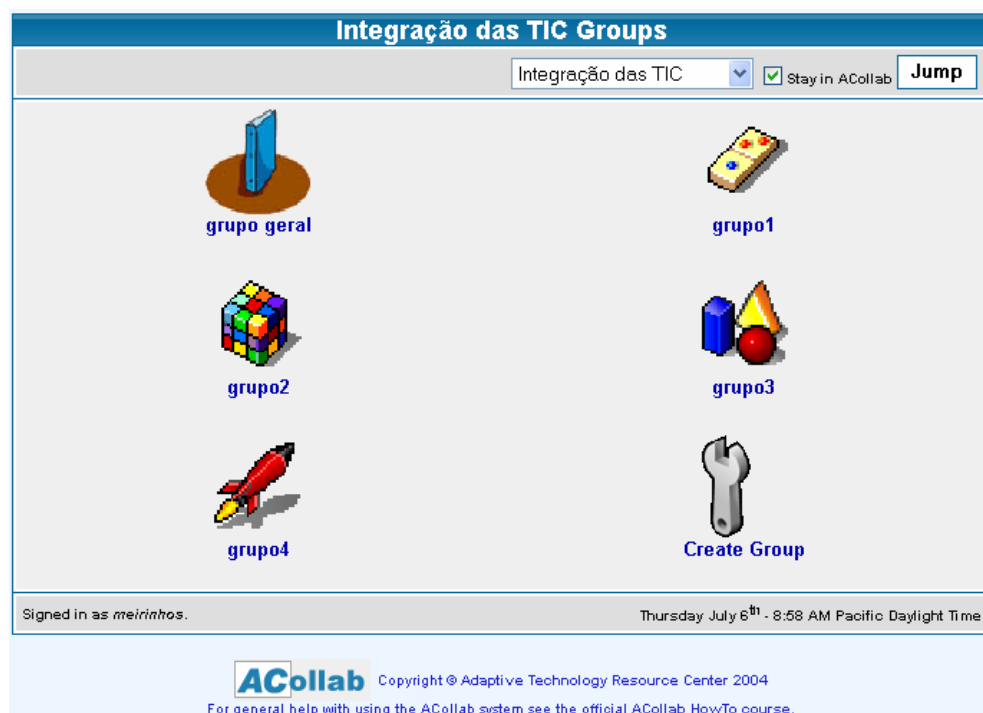 Integração das TIC Groups
Integração das TIC Stay in ACollab Jump
grupo geral grupo1
grupo2 grupo3
grupo4 Create Group
Signed in as meirinhos. Thursday July 6th - 8:58 AM Pacific Daylight Time
ACollab Copyright © Adaptive Technology Resource Center 2004
For general help with using the ACollab system see the official ACollab HowTo course.